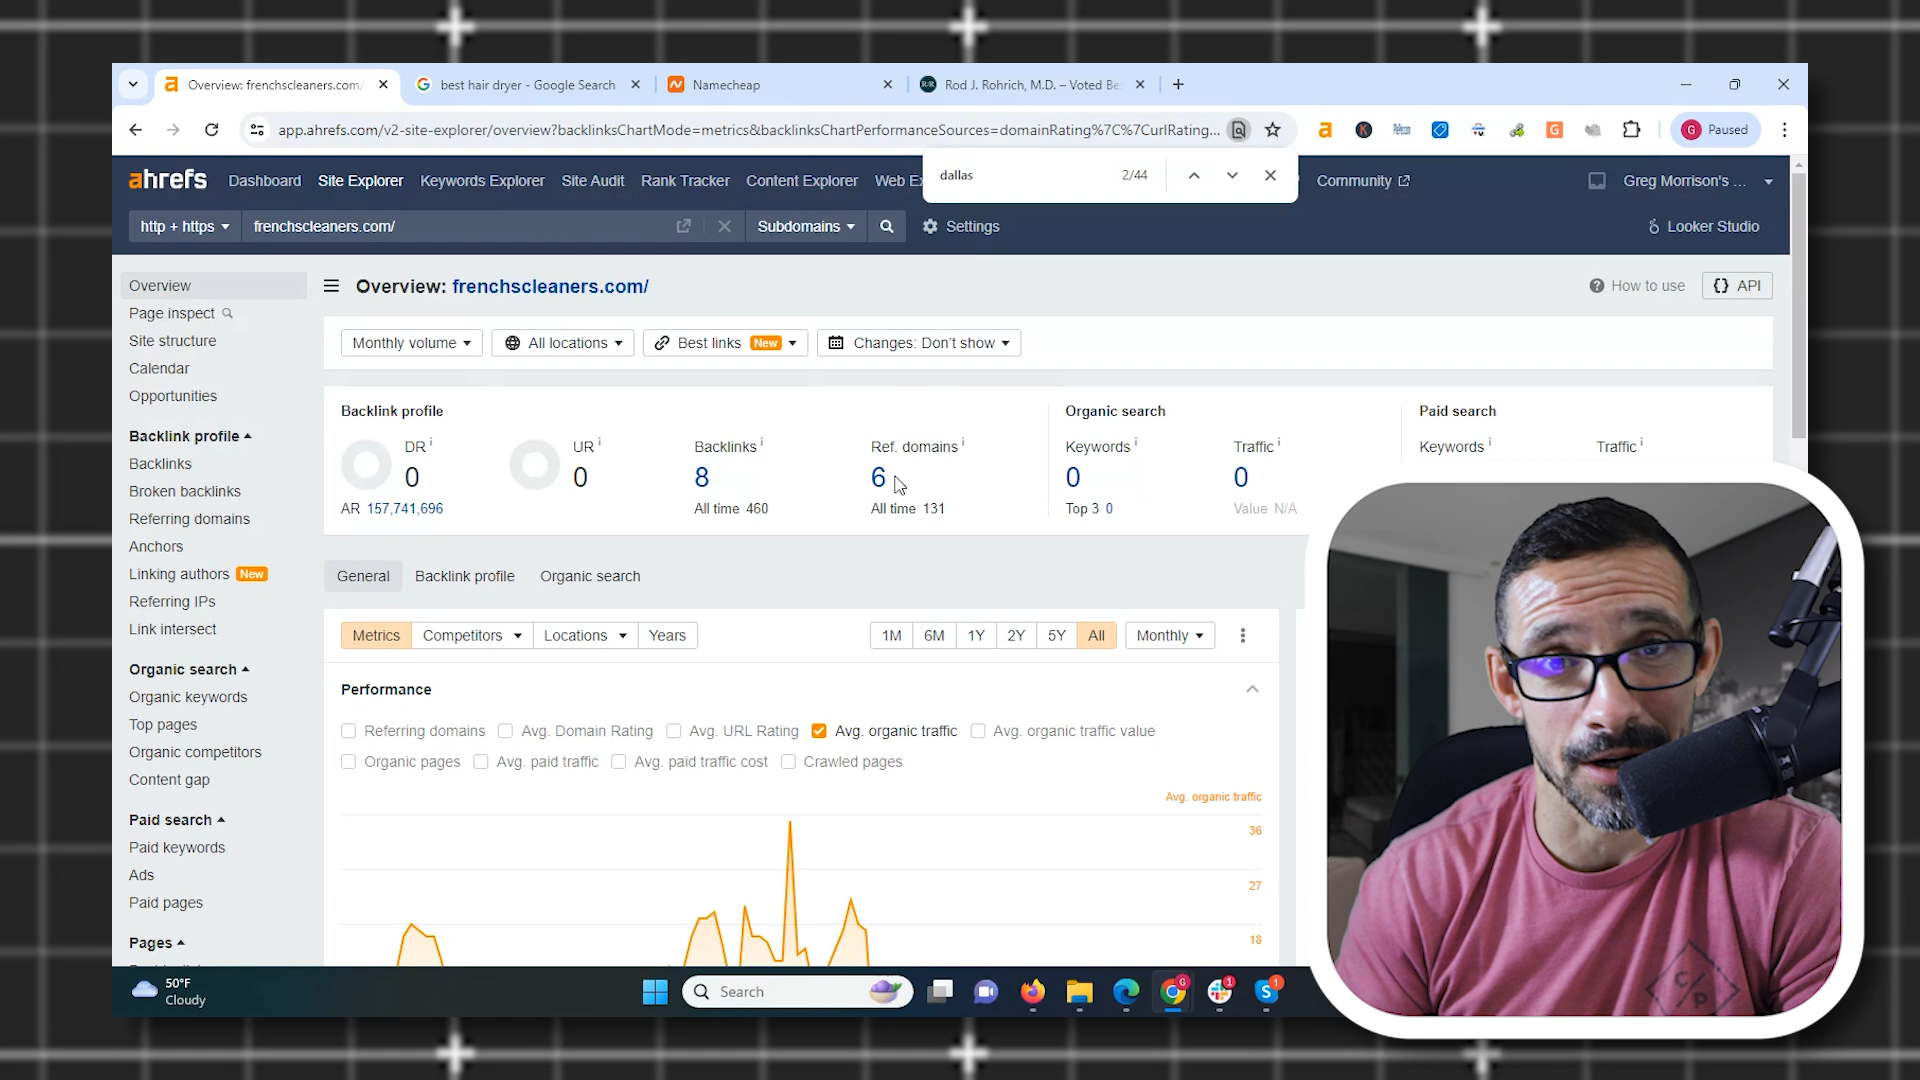 Overview: frenchscleaners.com/
best hair dryer - Google Search
Namecheap
Rod J. Rohrich, M.D. – Voted Be
app.ahrefs.com/v2-site-explorer/overview?backlinksChartMode=metrics&backlinksChartPerformanceSources=domainRating%7C%7CurlRating...
G Paused
dallas 2/44
ahrefs Dashboard Site Explorer Keywords Explorer Site Audit Rank Tracker Content Explorer Web Ex Community Greg Morrison's ...
http + https frenchscleaners.com/ Subdomains Settings Looker Studio
Overview
Page inspect
Site structure
Calendar
Opportunities
Backlink profile
Backlinks
Broken backlinks
Referring domains
Anchors
Linking authors New
Referring IPs
Link intersect
Organic search
Organic keywords
Top pages
Organic competitors
Content gap
Paid search
Paid keywords
Ads
Paid pages
Pages
Overview: frenchscleaners.com/ How to use {} API
Monthly volume All locations Best links New Changes: Don't show
Backlink profile Organic search Paid search
DR i UR i Backlinks i Ref. domains i Keywords i Traffic i Keywords i Traffic i
0 0 8 6 0 0
AR 157,741,696 All time 460 All time 131 Top 3 0 Value N/A
General Backlink profile Organic search
Metrics Competitors Locations Years 1M 6M 1Y 2Y 5Y All Monthly
Performance
Referring domains Avg. Domain Rating Avg. URL Rating Avg. organic traffic Avg. organic traffic value
Organic pages Avg. paid traffic Avg. paid traffic cost Crawled pages
Avg. organic traffic
36
27
18
50°F
Cloudy
Search
G
1
1
C/P